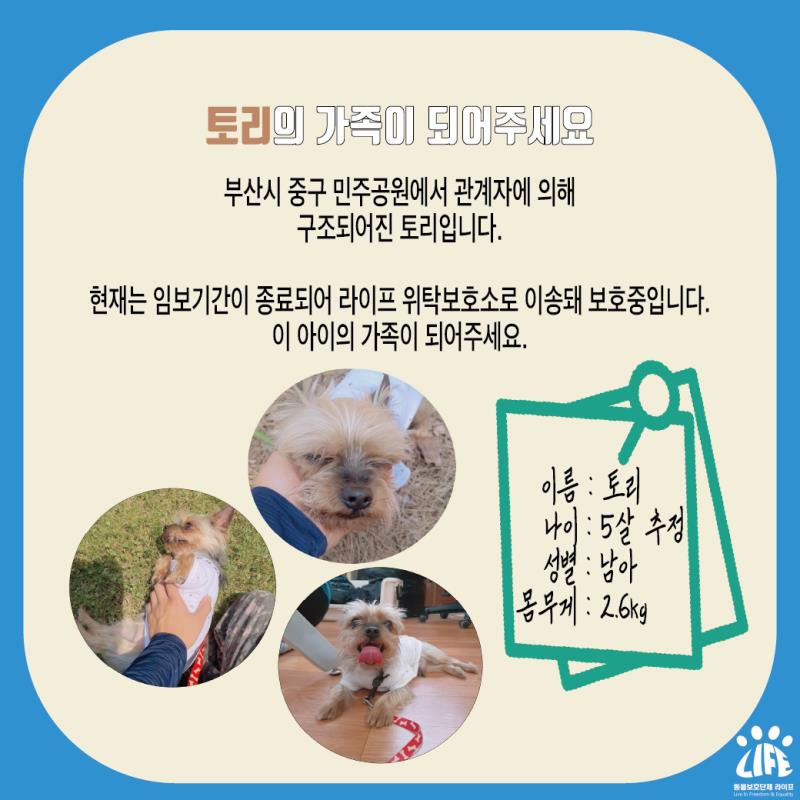 토리의 가족이 되어주세요
부산시 중구 민주공원에서 관계자에 의해
구조되어진 토리입니다.
현재는 임보기간이 종료되어 라이프 위탁보호소로 이송돼 보호중입니다.
이 아이의 가족이 되어주세요.
이름 : 토리
나이 : 5살 추정
성별 : 남아
몸무게 : 2.6kg
LIFE
동물보호단체 라이프
Live In Freedom & Equality